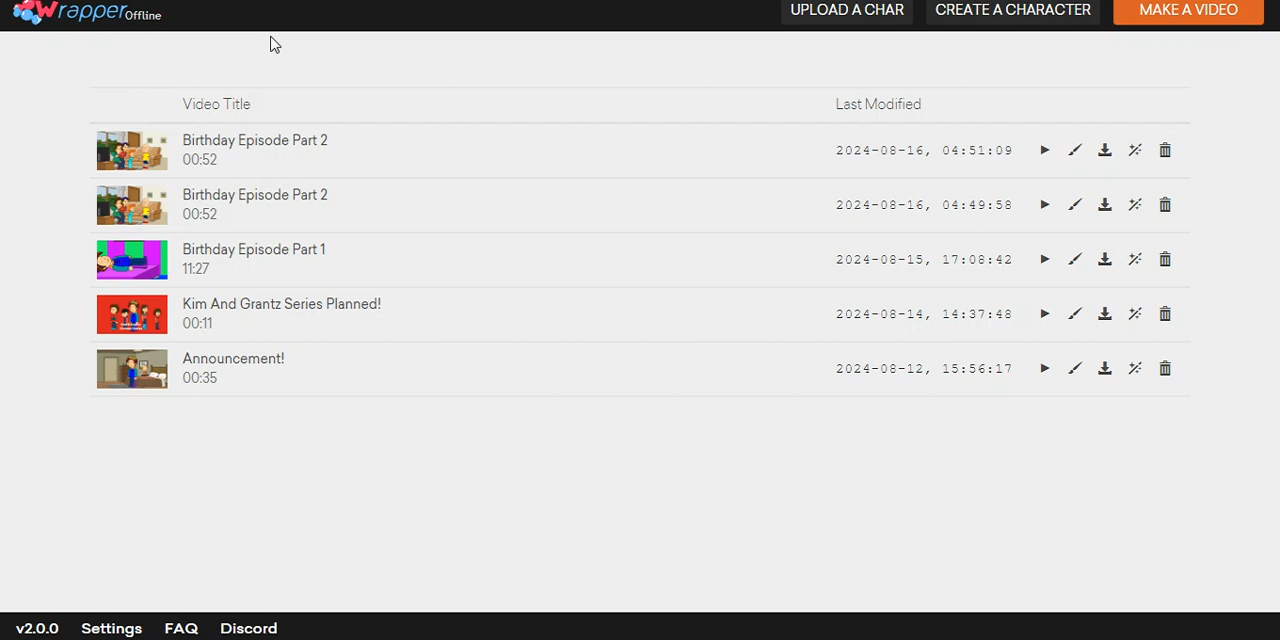 Wrapper Offline
UPLOAD A CHAR CREATE A CHARACTER MAKE A VIDEO
Video Title Last Modified
Birthday Episode Part 2
00:52
2024-08-16, 04:51:09
Birthday Episode Part 2
00:52
2024-08-16, 04:49:58
Birthday Episode Part 1
11:27
2024-08-15, 17:08:42
Kim And Grantz Series Planned!
00:11
2024-08-14, 14:37:48
Announcement!
00:35
2024-08-12, 15:56:17
v2.0.0 Settings FAQ Discord